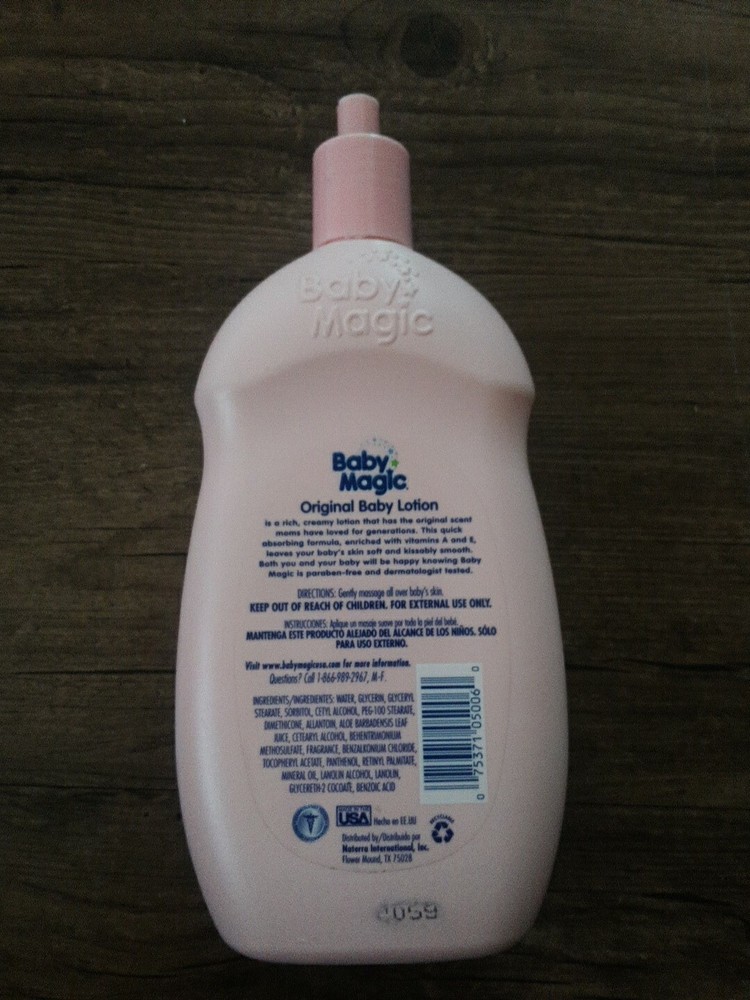 Baby
Magic
Baby
Magic
Original Baby Lotion
is a rich, creamy lotion that has the original scent
moms have loved for generations. This quick
absorbing formula, enriched with vitamins A and E,
leaves your baby's skin soft and kissably smooth.
Both you and your baby will be happy knowing Baby
Magic is paraben-free and dermatologist tested.
DIRECTIONS: Gently massage all over baby's skin.
KEEP OUT OF REACH OF CHILDREN. FOR EXTERNAL USE ONLY.
INSTRUCCIONES: Aplique un masaje suave por toda la piel del bebé.
MANTENGA ESTE PRODUCTO ALEJADO DEL ALCANCE DE LOS NIÑOS. SÓLO
PARA USO EXTERNO.
Visit www.babymagicusa.com for more information.
Questions? Call 1-866-989-2967, M-F.
INGREDIENTS/INGREDIENTES: WATER, GLYCERIN, GLYCERYL
STEARATE, SORBITOL, CETYL ALCOHOL, PEG-100 STEARATE,
DIMETHICONE, ALLANTOIN, ALOE BARBADENSIS LEAF
JUICE, CETEARYL ALCOHOL, BEHENTRIMONIUM
METHOSULFATE, FRAGRANCE, BENZALKONIUM CHLORIDE,
TOCOPHERYL ACETATE, PANTHENOL, RETINYL PALMITATE,
MINERAL OIL, LANOLIN ALCOHOL, LANOLIN,
GLYCERETH-2 COCOATE, BENZOIC ACID
0 75371 05006 0
MADE IN THE
USA Hecho en EE.UU
RECYCLABLE
Distributed by/Distribuido por
Naterra International, Inc.
Flower Mound, TX 75028
4059